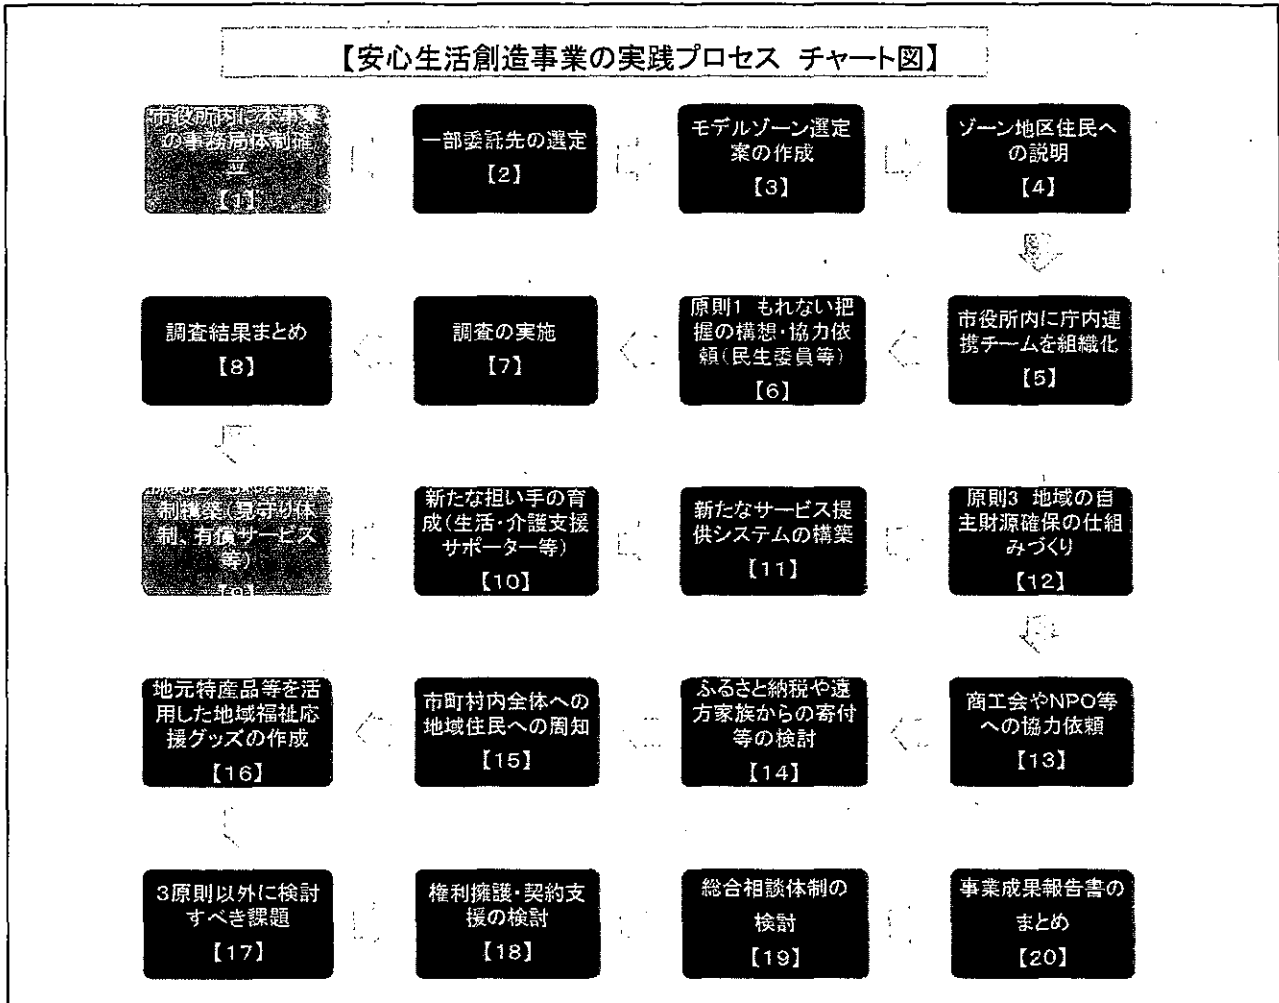 【安心生活創造事業の実践プロセス チャート図】
市役所内に本事業
の事務局体制確
立
【1】
一部委託先の選定
【2】
モデルゾーン選定
案の作成
【3】
ゾーン地区住民へ
の説明
【4】
市役所内に庁内連
携チームを組織化
【5】
原則1 もれない把
握の構想・協力依
頼(民生委員等)
【6】
調査の実施
【7】
調査結果まとめ
【8】
制構築(見守り体
制、有償サービス
等)
【9】
新たな担い手の育
成(生活・介護支援
サポーター等)
【10】
新たなサービス提
供システムの構築
【11】
原則3 地域の自
主財源確保の仕組
みづくり
【12】
商工会やNPO等
への協力依頼
【13】
ふるさと納税や遠
方家族からの寄付
等の検討
【14】
市町村内全体への
地域住民への周知
【15】
地元特産品等を活
用した地域福祉応
援グッズの作成
【16】
3原則以外に検討
すべき課題
【17】
権利擁護・契約支
援の検討
【18】
総合相談体制の
検討
【19】
事業成果報告書の
まとめ
【20】